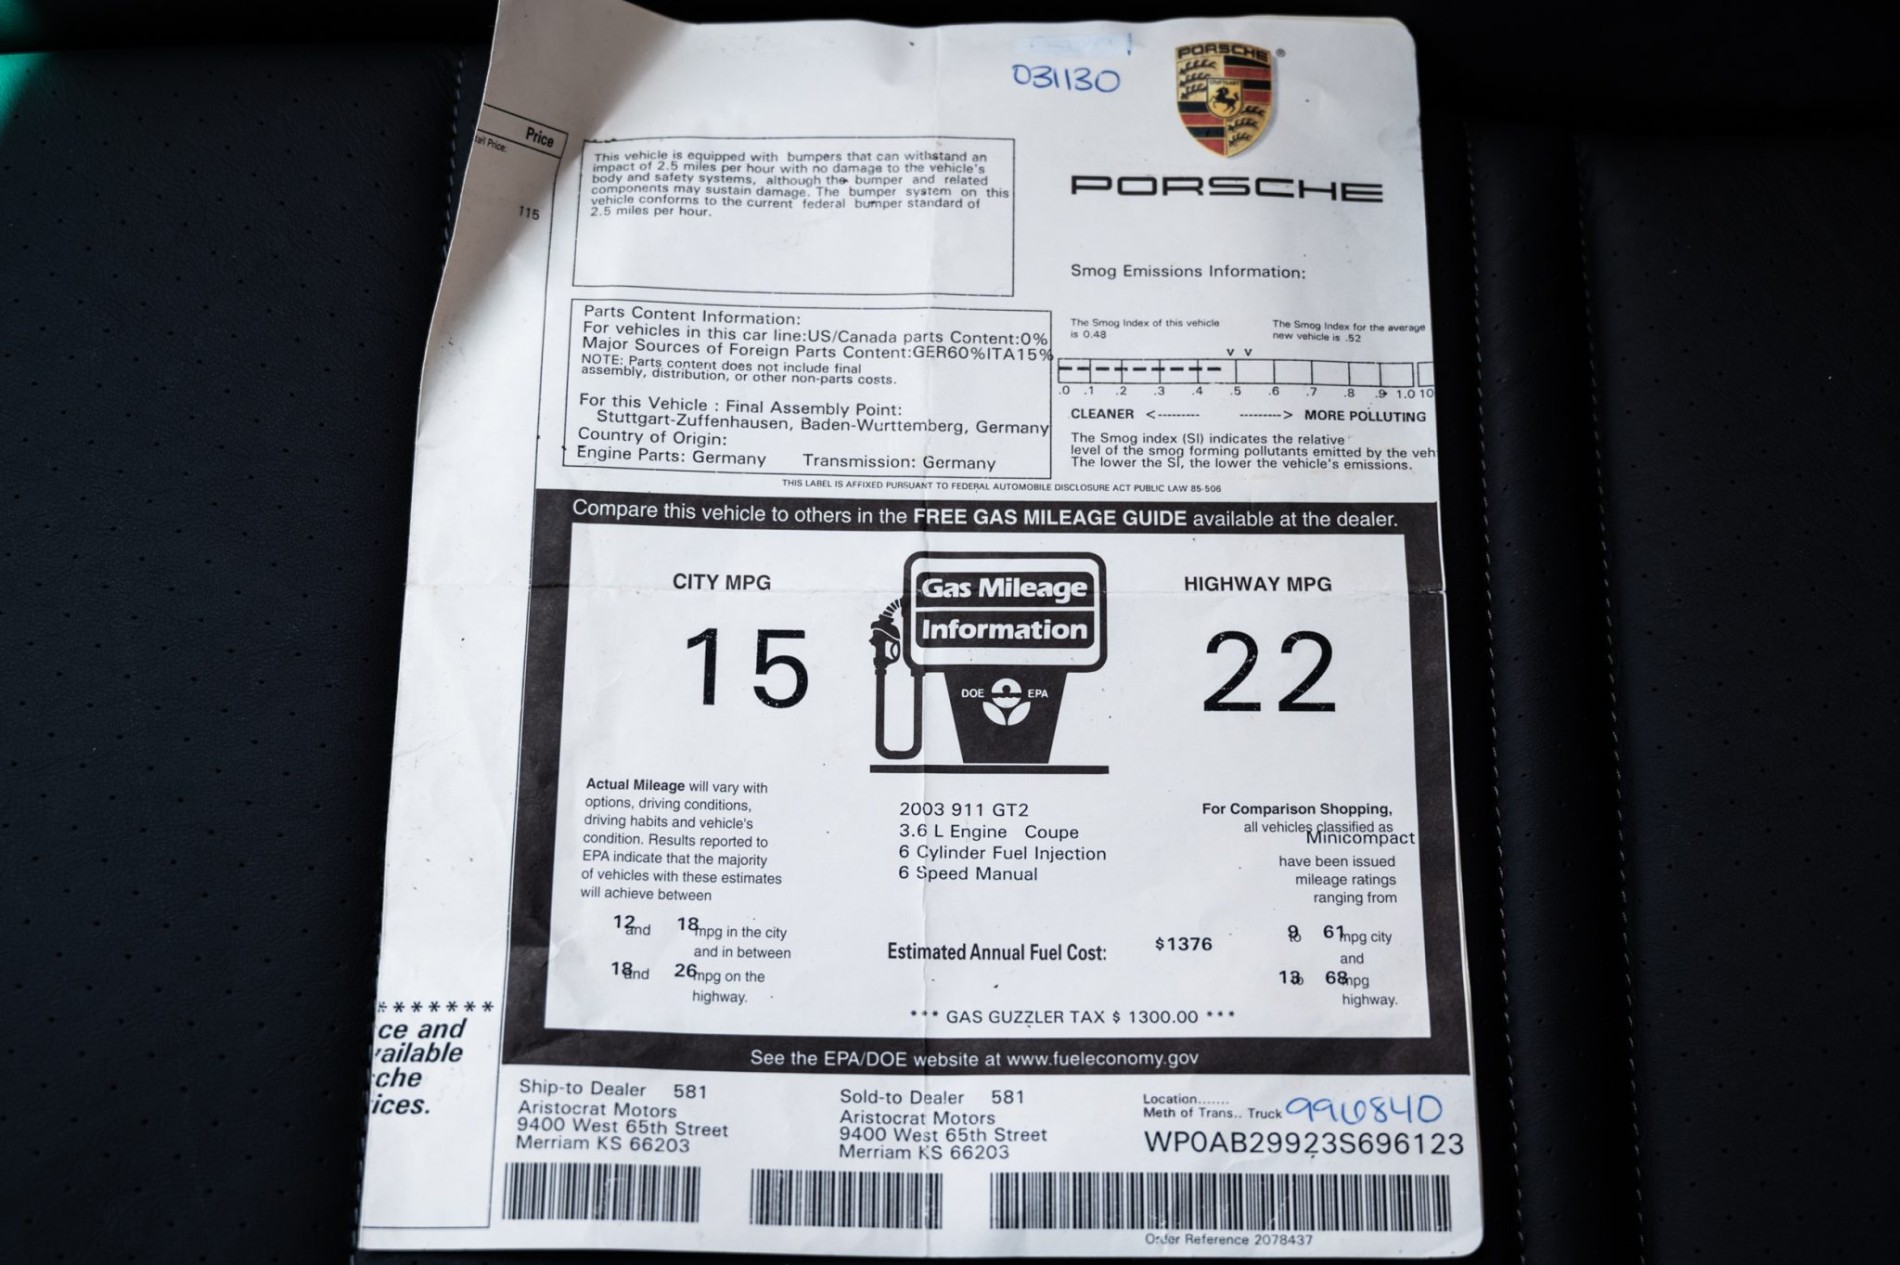 031130
PORSCHE
PORSCHE
Price
115
This vehicle is equipped with bumpers that can withstand an
impact of 2.5 miles per hour with no damage to the vehicle's
body and safety systems, although the bumper and related
components may sustain damage. The bumper system on this
vehicle conforms to the current federal bumper standard of
2.5 miles per hour.
Smog Emissions Information:
Parts Content Information:
For vehicles in this car line:US/Canada parts Content:0%
Major Sources of Foreign Parts Content:GER60%ITA15%
NOTE: Parts content does not include final
assembly, distribution, or other non-parts costs.
For this Vehicle : Final Assembly Point:
Stuttgart-Zuffenhausen, Baden-Wurttemberg, Germany
Country of Origin:
Engine Parts: Germany Transmission: Germany
The Smog Index of this vehicle
is 0.48
The Smog Index for the average
new vehicle is .52
V V
.0 .1 .2 .3 .4 .5 .6 .7 .8 .9 1.0 10
CLEANER <--------- ---------> MORE POLLUTING
The Smog index (SI) indicates the relative
level of the smog forming pollutants emitted by the veh
The lower the SI, the lower the vehicle's emissions.
THIS LABEL IS AFFIXED PURSUANT TO FEDERAL AUTOMOBILE DISCLOSURE ACT PUBLIC LAW 85-506
Compare this vehicle to others in the FREE GAS MILEAGE GUIDE available at the dealer.
CITY MPG
15
Gas Mileage
Information
DOE EPA
HIGHWAY MPG
22
Actual Mileage will vary with
options, driving conditions,
driving habits and vehicle's
condition. Results reported to
EPA indicate that the majority
of vehicles with these estimates
will achieve between
12 and 18 mpg in the city
and in between
18 and 26 mpg on the
highway.
2003 911 GT2
3.6 L Engine Coupe
6 Cylinder Fuel Injection
6 Speed Manual
Estimated Annual Fuel Cost: $1376
*** GAS GUZZLER TAX $ 1300.00 ***
For Comparison Shopping,
all vehicles classified as
Minicompact
have been issued
mileage ratings
ranging from
9 to 61 mpg city
and
13 to 68 mpg
highway.
See the EPA/DOE website at www.fueleconomy.gov
*******
ce and
ailable
che
ices.
Ship-to Dealer 581
Aristocrat Motors
9400 West 65th Street
Merriam KS 66203
Sold-to Dealer 581
Aristocrat Motors
9400 West 65th Street
Merriam KS 66203
Location.......
Meth of Trans.. Truck 996840
WP0AB29923S696123
Order Reference 2078437